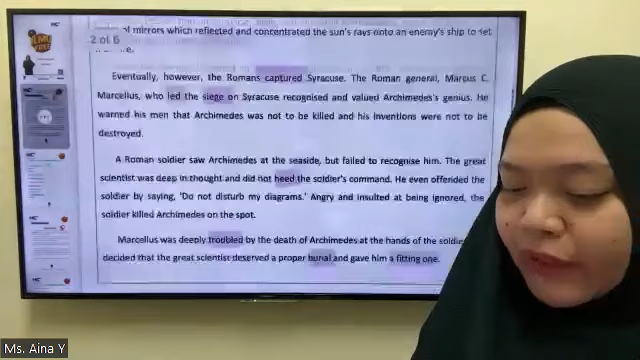 of mirrors which reflected and concentrated the sun's rays onto an enemy's ship to set
2 of 6
Eventually, however, the Romans captured Syracuse. The Roman general, Marcus C.
Marcellus, who led the siege on Syracuse recognised and valued Archimedes's genius. He
warned his men that Archimedes was not to be killed and his inventions were not to be
destroyed.
A Roman soldier saw Archimedes at the seaside, but failed to recognise him. The great
scientist was deep in thought and did not heed the soldier's command. He even offended the
soldier by saying, 'Do not disturb my diagrams.' Angry and insulted at being ignored, the
soldier killed Archimedes on the spot.
Marcellus was deeply troubled by the death of Archimedes at the hands of the
decided that the great scientist deserved a proper burial and gave him a fitting one.
Ms. Aina Y